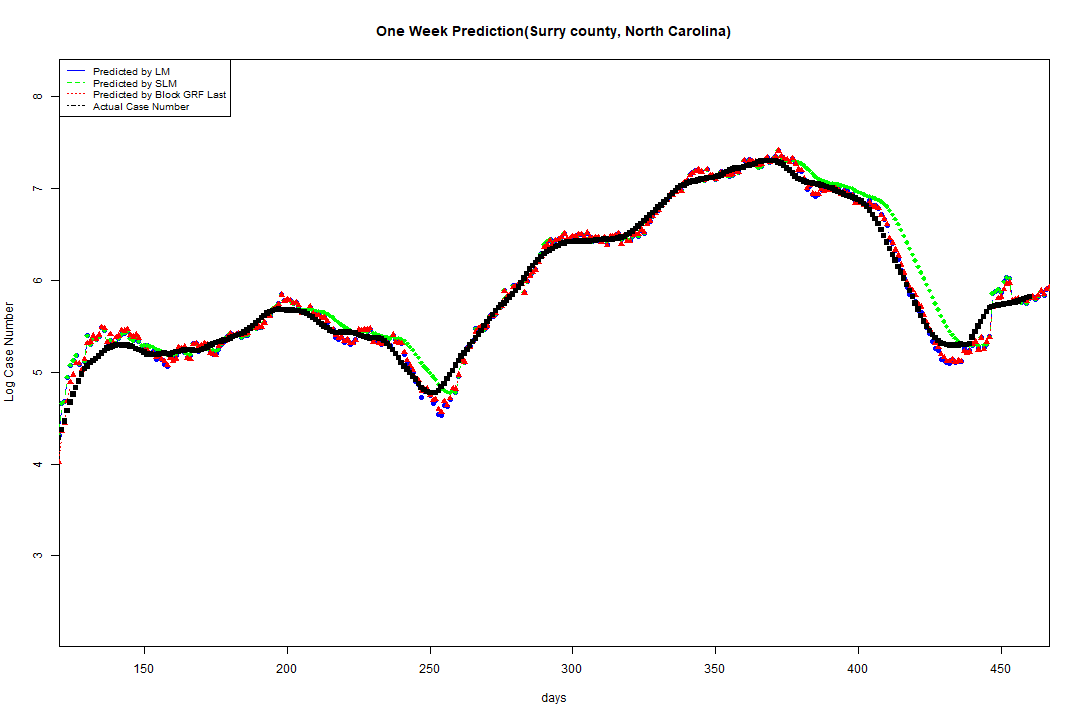 One Week Prediction(Surry county, North Carolina)
Predicted by LM
Predicted by SLM
Predicted by Block GRF Last
Actual Case Number
8
7
6
5
4
3
Log Case Number
150 200 250 300 350 400 450
days